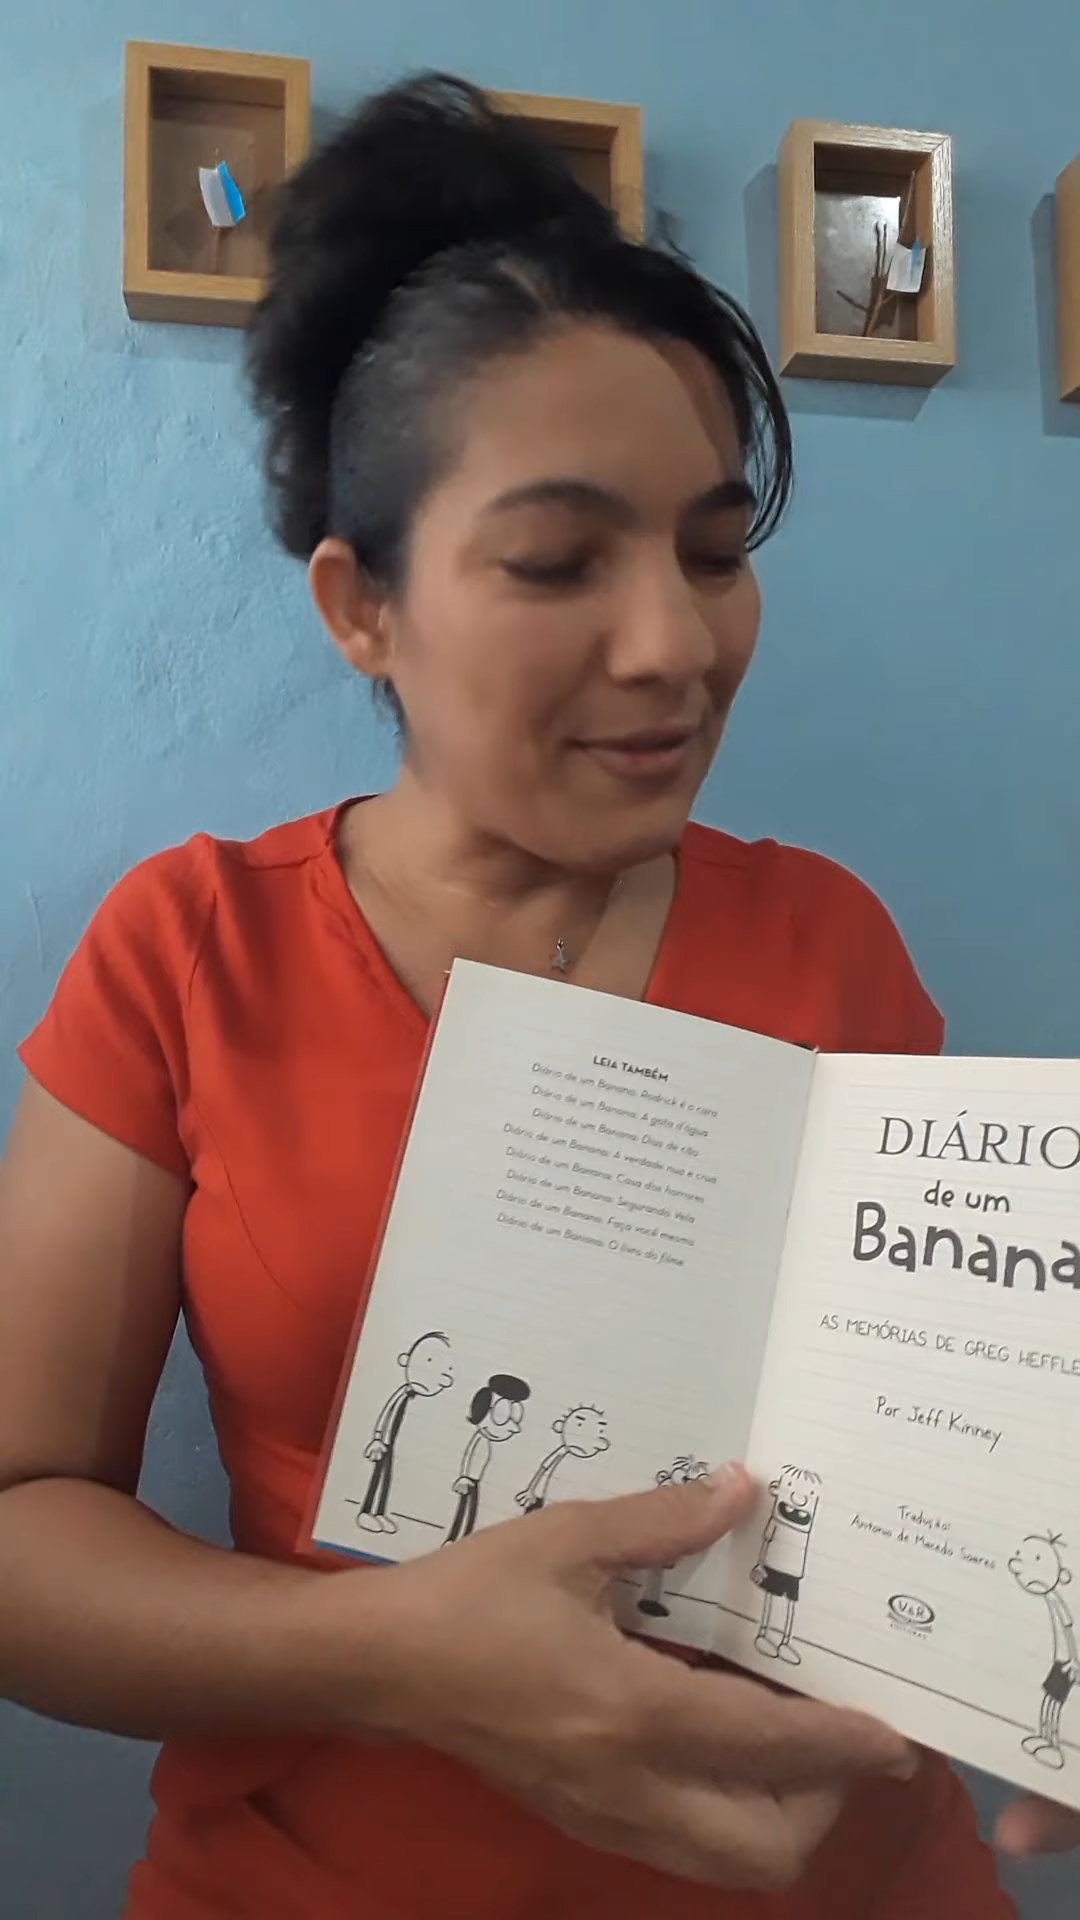 LEIA TAMBÉM
Diário de um Banana: Rodrick é o cara
Diário de um Banana: A gota d'água
Diário de um Banana: Dias de cão
Diário de um Banana: A verdade nua e crua
Diário de um Banana: Casa dos horrores
Diário de um Banana: Segurando Vela
Diário de um Banana: Faça você mesmo
Diário de um Banana: O livro do filme
DIÁRIO
de um
Banana
AS MEMÓRIAS DE GREG HEFFLE
Por Jeff Kinney
Tradução:
Antonio de Macedo Soares
V&R
EDITORAS